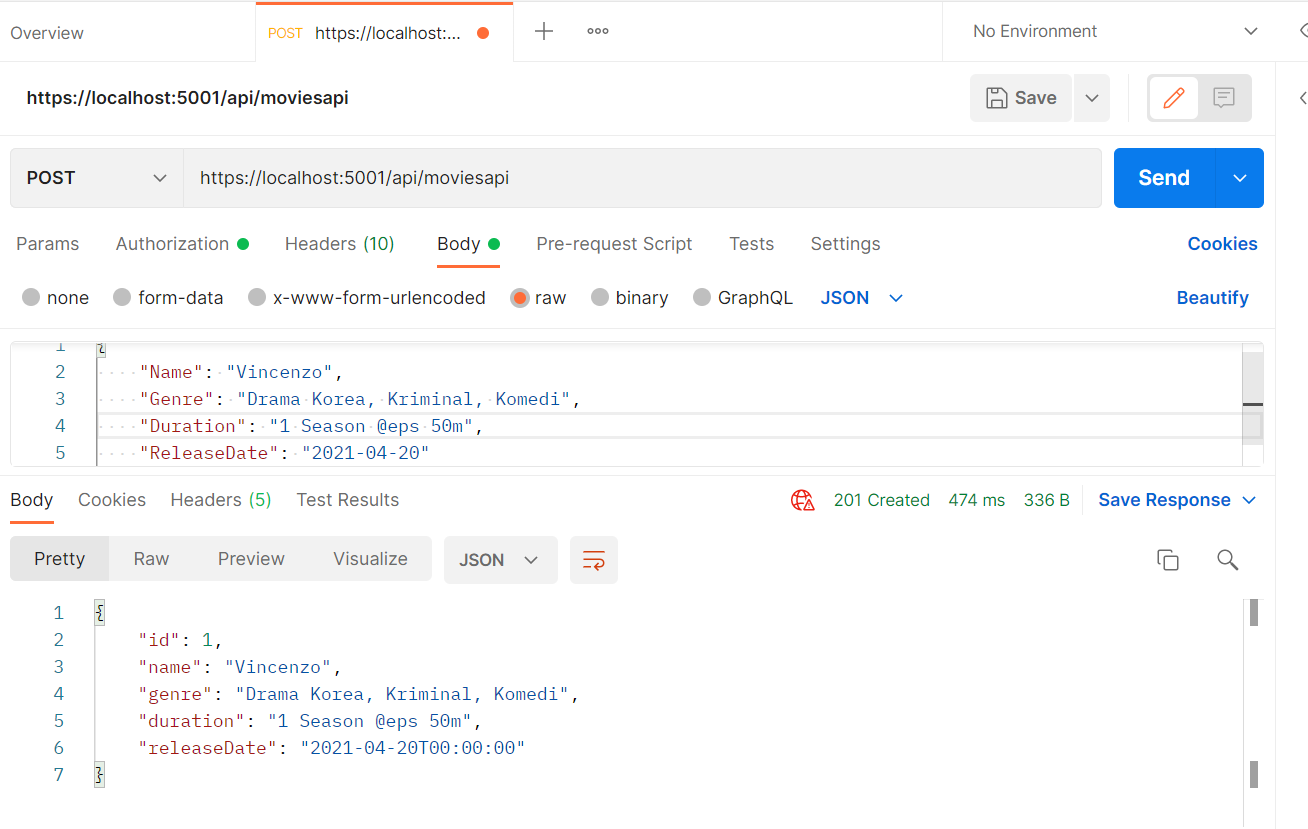 Overview
POST https://localhost:...
No Environment
https://localhost:5001/api/moviesapi
Save
POST
https://localhost:5001/api/moviesapi
Send
Params Authorization Headers (10) Body Pre-request Script Tests Settings Cookies
none form-data x-www-form-urlencoded raw binary GraphQL JSON Beautify
1 {
2 "Name": "Vincenzo",
3 "Genre": "Drama Korea, Kriminal, Komedi",
4 "Duration": "1 Season @eps 50m",
5 "ReleaseDate": "2021-04-20"
Body Cookies Headers (5) Test Results 201 Created 474 ms 336 B Save Response
Pretty Raw Preview Visualize JSON
1 {
2 "id": 1,
3 "name": "Vincenzo",
4 "genre": "Drama Korea, Kriminal, Komedi",
5 "duration": "1 Season @eps 50m",
6 "releaseDate": "2021-04-20T00:00:00"
7 }